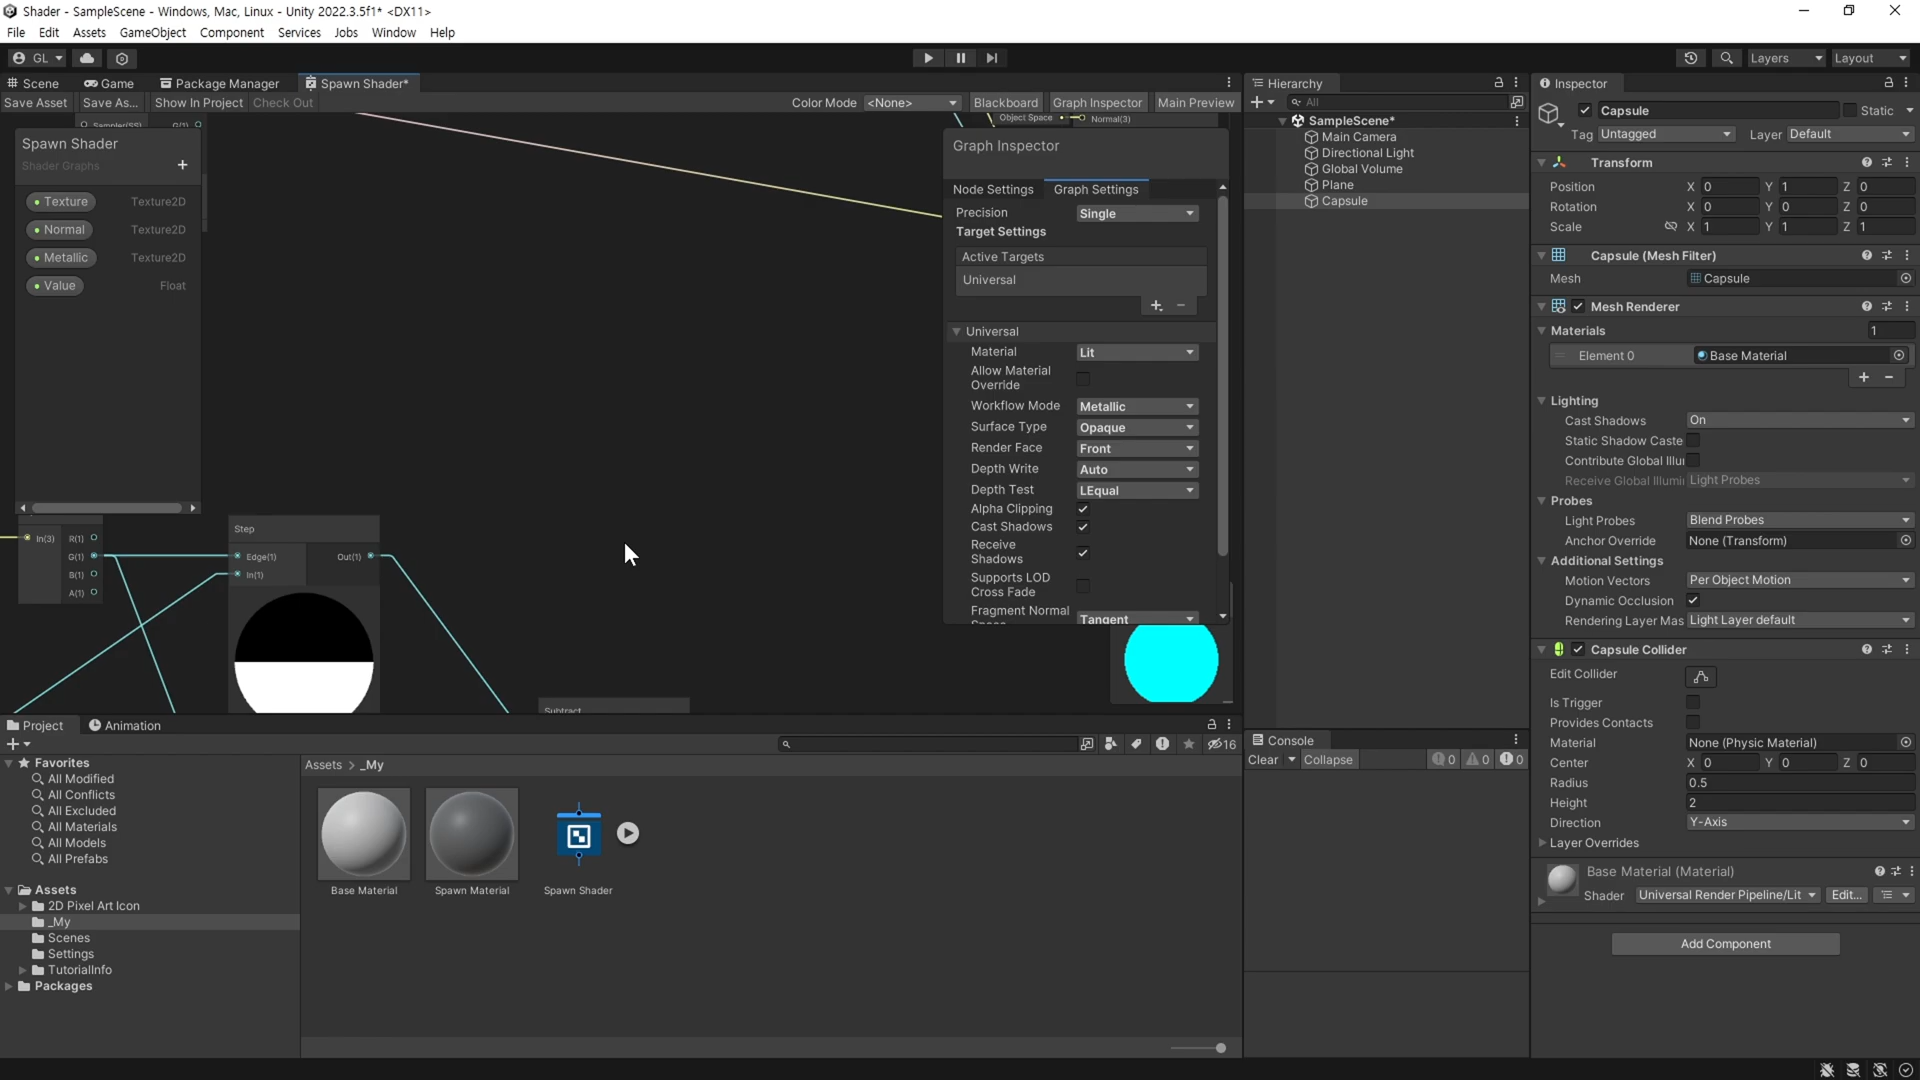 Shader - SampleScene - Windows, Mac, Linux - Unity 2022.3.5f1* <DX11>
File Edit Assets GameObject Component Services Jobs Window Help
GL
Layers Layout
Scene Game Package Manager Spawn Shader*
Save Asset Save As... Show In Project Check Out Color Mode <None> Blackboard Graph Inspector Main Preview
Object Space Normal(3)
Spawn Shader
Shader Graphs
Texture Texture2D
Normal Texture2D
Metallic Texture2D
Value Float
In(3) R(1)
G(1)
B(1)
A(1)
Step
Edge(1) Out(1)
In(1)
Subtract
Graph Inspector
Node Settings Graph Settings
Precision Single
Target Settings
Active Targets
Universal
Universal
Material Lit
Allow Material Override
Workflow Mode Metallic
Surface Type Opaque
Render Face Front
Depth Write Auto
Depth Test LEqual
Alpha Clipping
Cast Shadows
Receive Shadows
Supports LOD Cross Fade
Fragment Normal Space Tangent
Hierarchy
All
SampleScene*
Main Camera
Directional Light
Global Volume
Plane
Capsule
Inspector
Capsule Static
Tag Untagged Layer Default
Transform
Position X 0 Y 1 Z 0
Rotation X 0 Y 0 Z 0
Scale X 1 Y 1 Z 1
Capsule (Mesh Filter)
Mesh Capsule
Mesh Renderer
Materials 1
Element 0 Base Material
Lighting
Cast Shadows On
Static Shadow Caste
Contribute Global Illu
Receive Global Illumi Light Probes
Probes
Light Probes Blend Probes
Anchor Override None (Transform)
Additional Settings
Motion Vectors Per Object Motion
Dynamic Occlusion
Rendering Layer Mas Light Layer default
Capsule Collider
Edit Collider
Is Trigger
Provides Contacts
Material None (Physic Material)
Center X 0 Y 0 Z 0
Radius 0.5
Height 2
Direction Y-Axis
Layer Overrides
Base Material (Material)
Shader Universal Render Pipeline/Lit Edit...
Add Component
Project Animation
16
Favorites
All Modified
All Conflicts
All Excluded
All Materials
All Models
All Prefabs
Assets
2D Pixel Art Icon
_My
Scenes
Settings
TutorialInfo
Packages
Assets > _My
Base Material Spawn Material Spawn Shader
Console
Clear Collapse 0 0 0